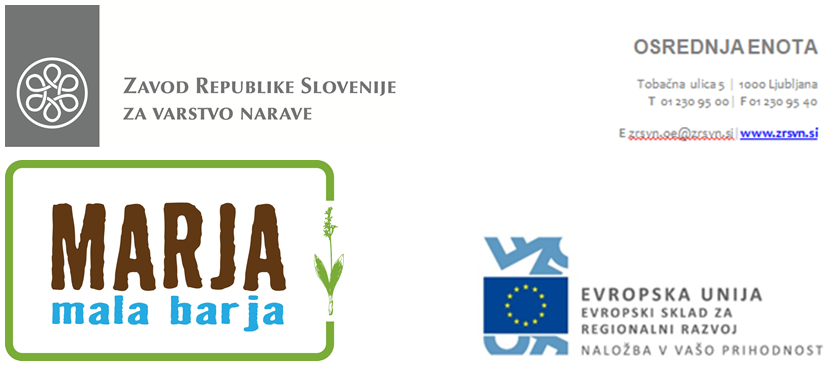 ZAVOD REPUBLIKE SLOVENIJE
ZA VARSTVO NARAVE
OSREDNJA ENOTA
Tobačna ulica 5 | 1000 Ljubljana
T 01 230 95 00 | F 01 230 95 40
E zrsvn.oe@zrsvn.si | www.zrsvn.si
MARJA
mala barja
EVROPSKA UNIJA
EVROPSKI SKLAD ZA
REGIONALNI RAZVOJ
NALOŽBA V VAŠO PRIHODNOST